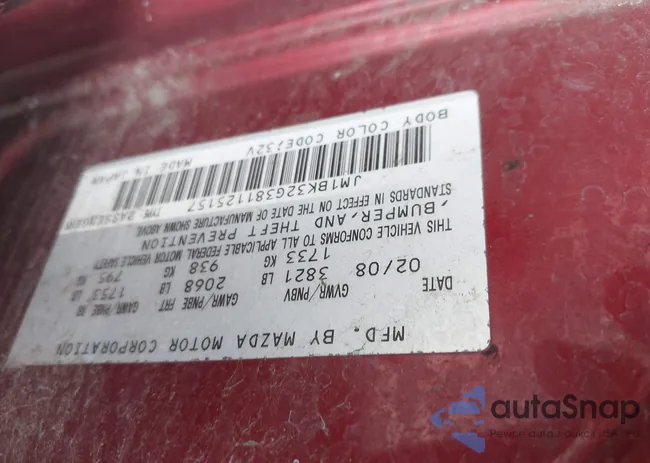 MFD. BY MAZDA MOTOR CORPORATION
DATE GVWR/PNBV GAWR/PNBE FRT GAWR/PNBE RR
02/08 3821 LB 2068 LB 1753 LB
1733 KG 938 KG 795 KG
THIS VEHICLE CONFORMS TO ALL APPLICABLE FEDERAL MOTOR VEHICLE SAFETY
, BUMPER, AND THEFT PREVENTION
STANDARDS IN EFFECT ON THE DATE OF MANUFACTURE SHOWN ABOVE.
JM1BK32G381125157 TYPE
MADE IN JAPAN
BODY COLOR CODE:32V
autoSnap